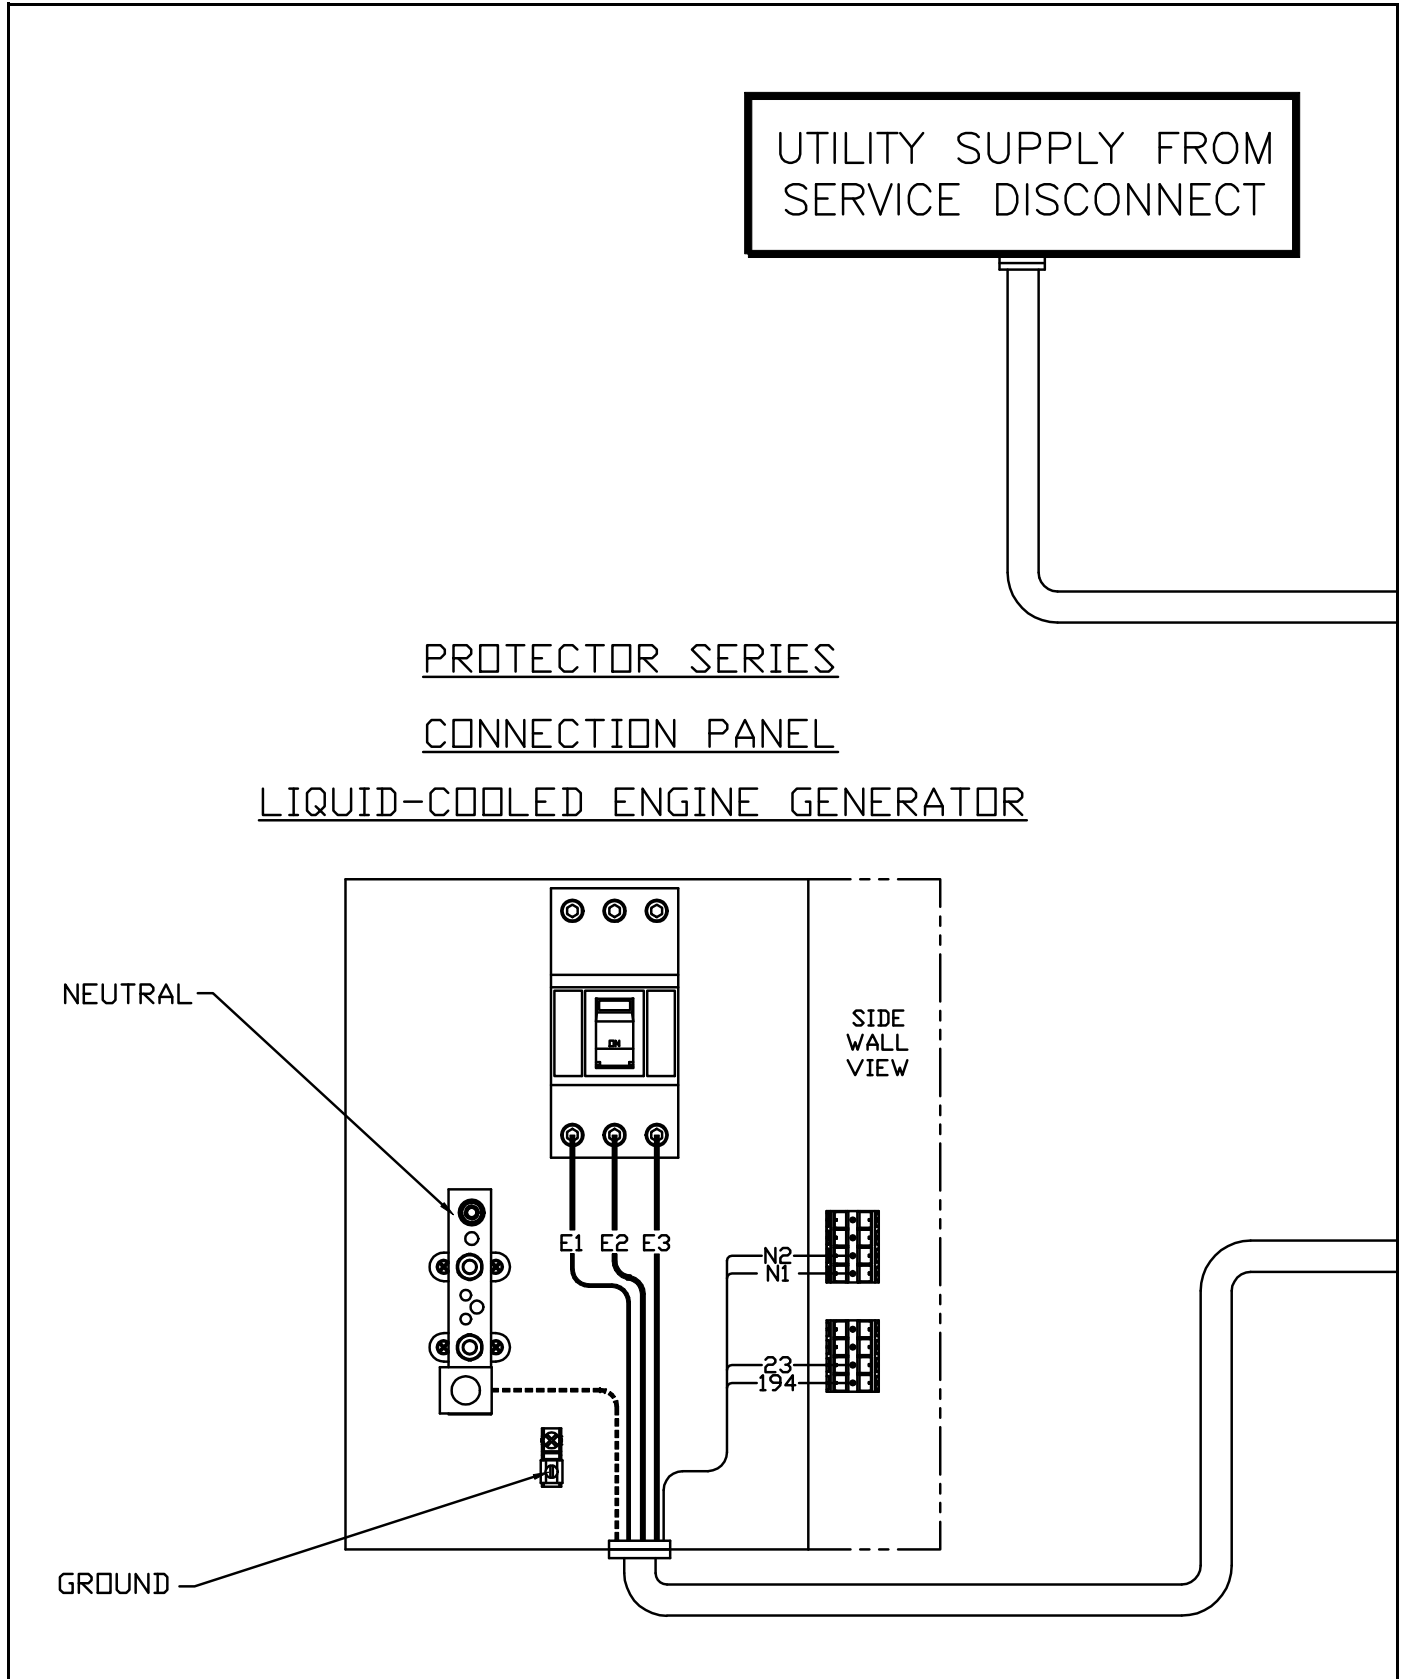 UTILITY SUPPLY FROM
SERVICE DISCONNECT
PROTECTOR SERIES
CONNECTION PANEL
LIQUID-COOLED ENGINE GENERATOR
NEUTRAL
ON
SIDE
WALL
VIEW
E1 E2 E3
N2
N1
23
194
GROUND